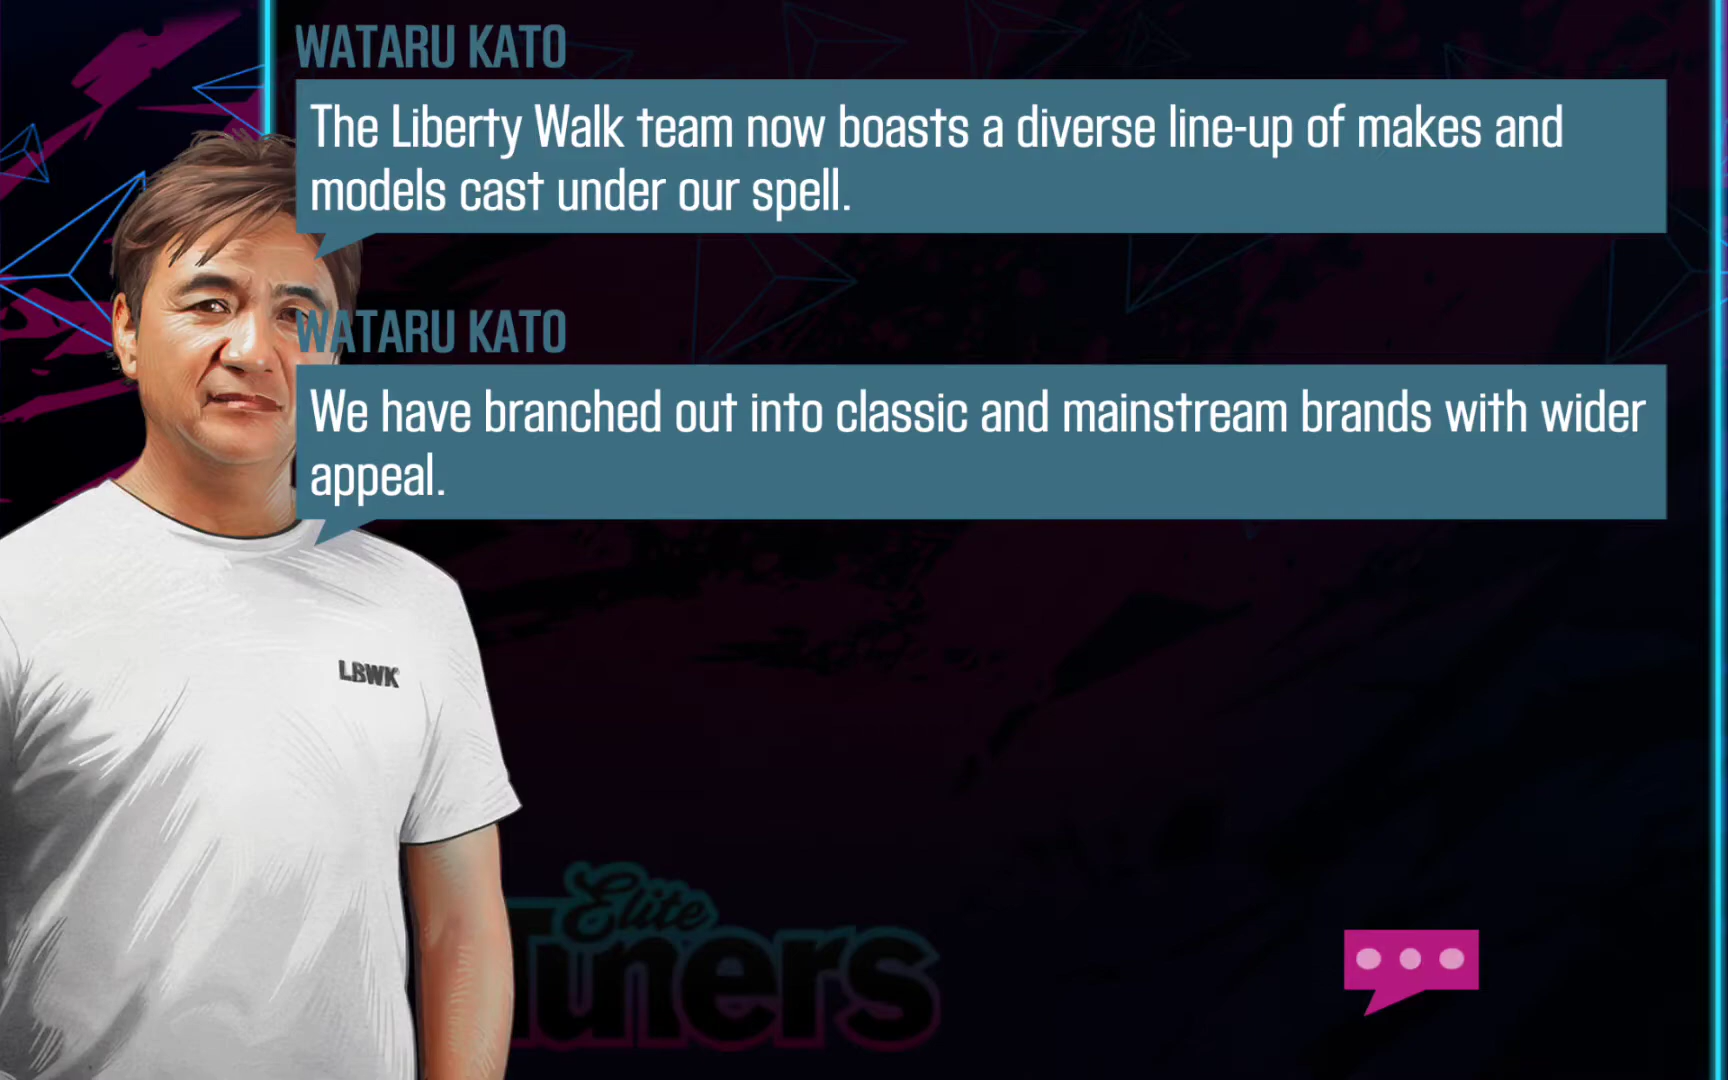 WATARU KATO
The Liberty Walk team now boasts a diverse line-up of makes and
models cast under our spell.
WATARU KATO
We have branched out into classic and mainstream brands with wider
appeal.
LBWK
Elite
Tuners